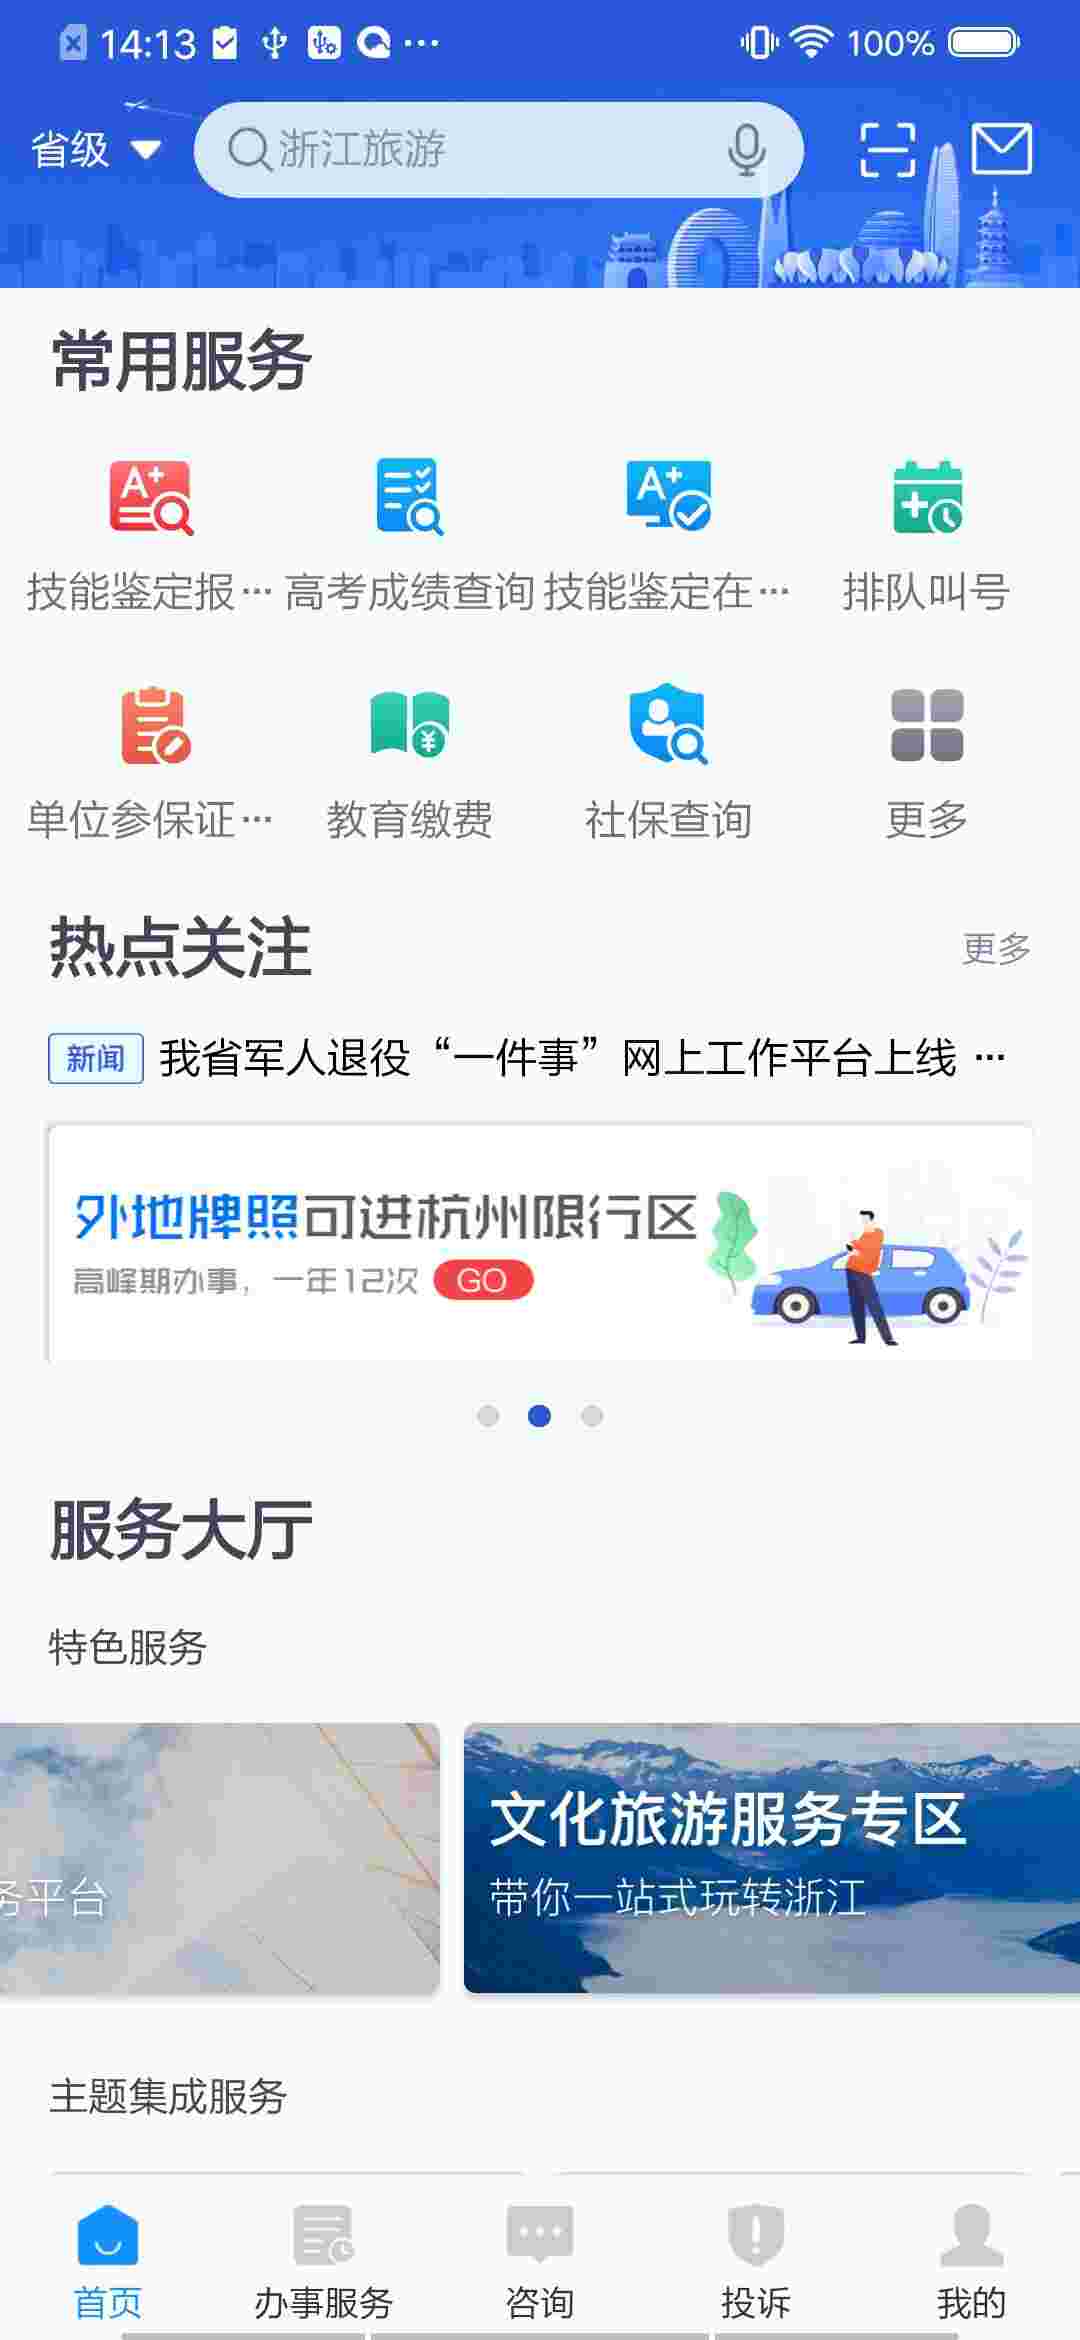 14:13
100%
省级
浙江旅游
常用服务
技能鉴定报…
高考成绩查询
技能鉴定在…
排队叫号
单位参保证…
教育缴费
社保查询
更多
热点关注
更多
新闻
我省军人退役“一件事”网上工作平台上线 …
外地牌照可进杭州限行区
高峰期办事，一年12次 GO
服务大厅
特色服务
务平台
文化旅游服务专区
带你一站式玩转浙江
主题集成服务
首页
办事服务
咨询
投诉
我的